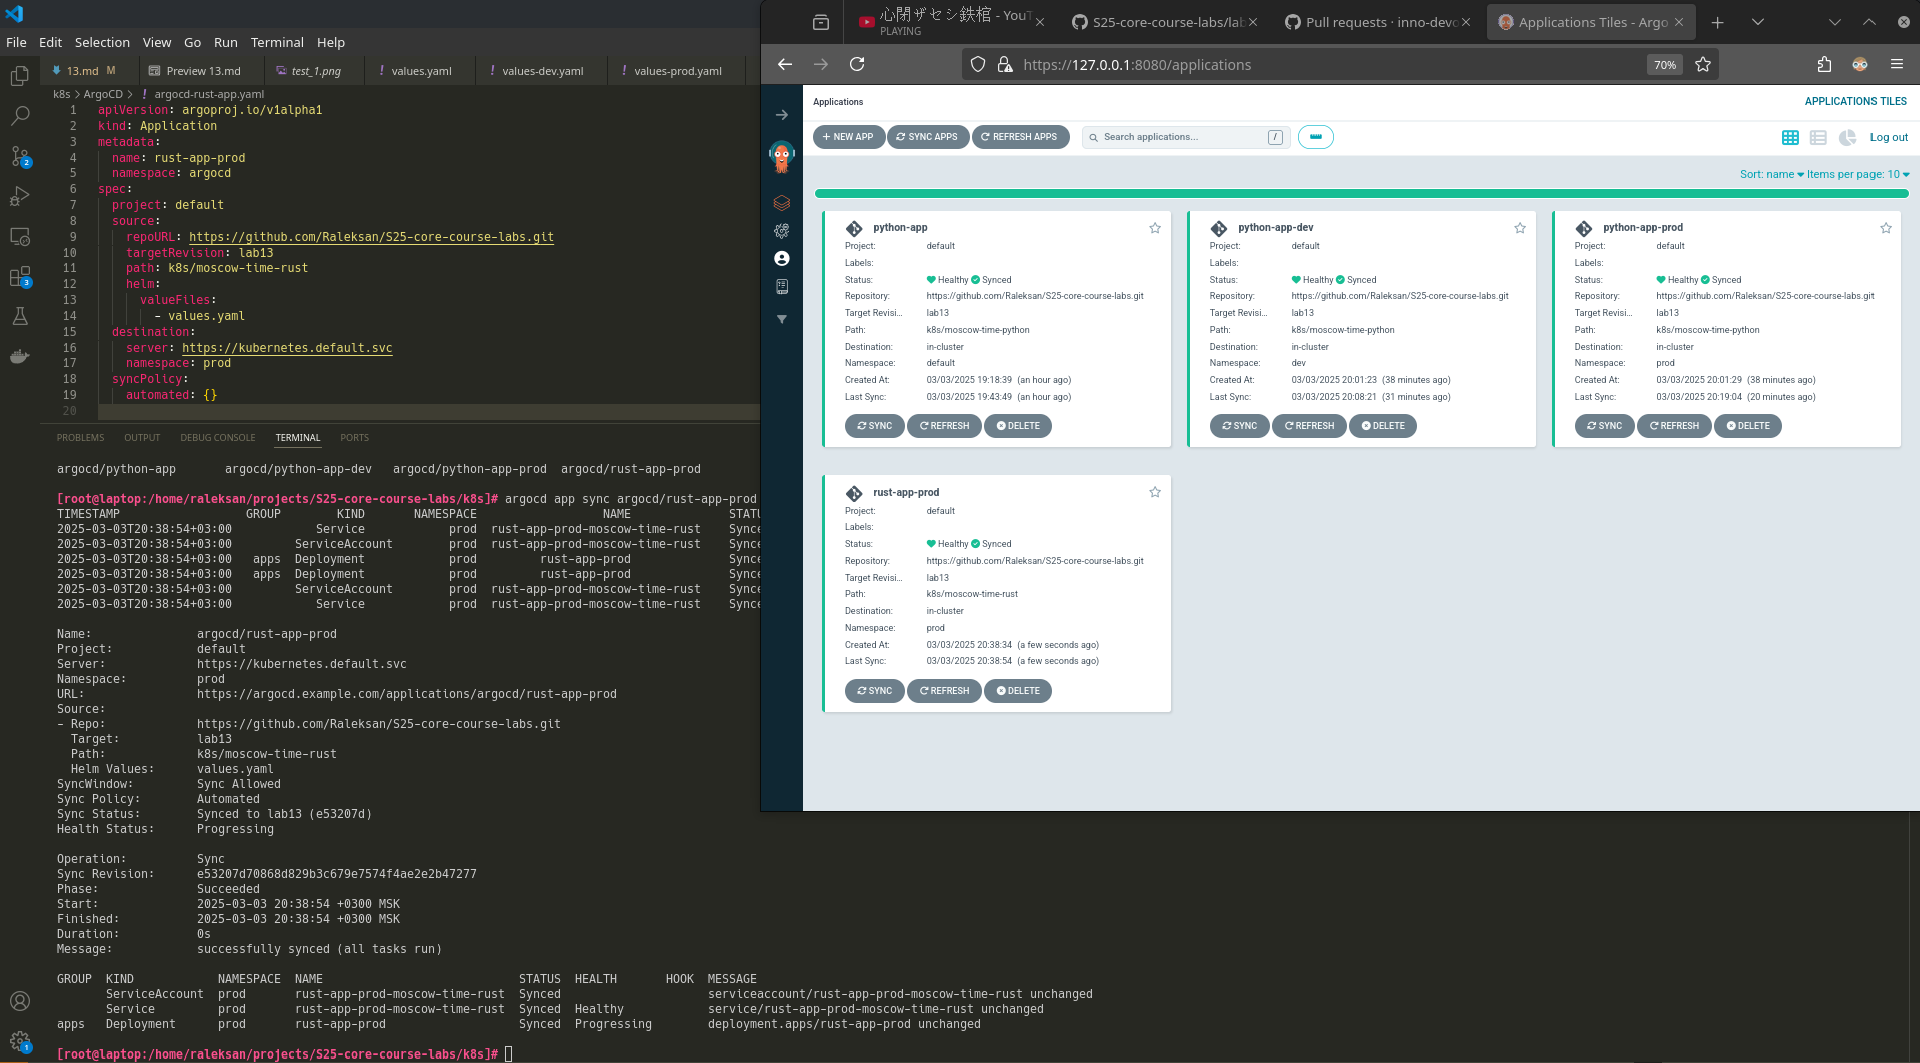 File Edit Selection View Go Run Terminal Help
13.md M
Preview 13.md
test_1.png
! values.yaml
! values-dev.yaml
! values-prod.yaml
k8s > ArgoCD > ! argocd-rust-app.yaml
1 apiVersion: argoproj.io/v1alpha1
2 kind: Application
3 metadata:
4 name: rust-app-prod
5 namespace: argocd
6 spec:
7 project: default
8 source:
9 repoURL: https://github.com/Raleksan/S25-core-course-labs.git
10 targetRevision: lab13
11 path: k8s/moscow-time-rust
12 helm:
13 valueFiles:
14 - values.yaml
15 destination:
16 server: https://kubernetes.default.svc
17 namespace: prod
18 syncPolicy:
19 automated: {}
20
2
3
1
PROBLEMS OUTPUT DEBUG CONSOLE TERMINAL PORTS
argocd/python-app argocd/python-app-dev argocd/python-app-prod argocd/rust-app-prod
[root@laptop:/home/raleksan/projects/S25-core-course-labs/k8s]# argocd app sync argocd/rust-app-prod
TIMESTAMP GROUP KIND NAMESPACE NAME STATU
2025-03-03T20:38:54+03:00 Service prod rust-app-prod-moscow-time-rust Synce
2025-03-03T20:38:54+03:00 ServiceAccount prod rust-app-prod-moscow-time-rust Synce
2025-03-03T20:38:54+03:00 apps Deployment prod rust-app-prod Synce
2025-03-03T20:38:54+03:00 apps Deployment prod rust-app-prod Synce
2025-03-03T20:38:54+03:00 ServiceAccount prod rust-app-prod-moscow-time-rust Synce
2025-03-03T20:38:54+03:00 Service prod rust-app-prod-moscow-time-rust Synce
Name: argocd/rust-app-prod
Project: default
Server: https://kubernetes.default.svc
Namespace: prod
URL: https://argocd.example.com/applications/argocd/rust-app-prod
Source:
- Repo: https://github.com/Raleksan/S25-core-course-labs.git
Target: lab13
Path: k8s/moscow-time-rust
Helm Values: values.yaml
SyncWindow: Sync Allowed
Sync Policy: Automated
Sync Status: Synced to lab13 (e53207d)
Health Status: Progressing
Operation: Sync
Sync Revision: e53207d70868d829b3c679e7574f4ae2e2b47277
Phase: Succeeded
Start: 2025-03-03 20:38:54 +0300 MSK
Finished: 2025-03-03 20:38:54 +0300 MSK
Duration: 0s
Message: successfully synced (all tasks run)
GROUP KIND NAMESPACE NAME STATUS HEALTH HOOK MESSAGE
ServiceAccount prod rust-app-prod-moscow-time-rust Synced serviceaccount/rust-app-prod-moscow-time-rust unchanged
Service prod rust-app-prod-moscow-time-rust Synced Healthy service/rust-app-prod-moscow-time-rust unchanged
apps Deployment prod rust-app-prod Synced Progressing deployment.apps/rust-app-prod unchanged
[root@laptop:/home/raleksan/projects/S25-core-course-labs/k8s]#
心閉ザセシ鉄棺 - YouT
PLAYING
S25-core-course-labs/lab
Pull requests · inno-devo
Applications Tiles - Argo
https://127.0.0.1:8080/applications
70%
Applications
APPLICATIONS TILES
+ NEW APP SYNC APPS REFRESH APPS Search applications... / Log out
Sort: name Items per page: 10
python-app
Project: default
Labels:
Status: Healthy Synced
Repository: https://github.com/Raleksan/S25-core-course-labs.git
Target Revisi... lab13
Path: k8s/moscow-time-python
Destination: in-cluster
Namespace: default
Created At: 03/03/2025 19:18:39 (an hour ago)
Last Sync: 03/03/2025 19:43:49 (an hour ago)
SYNC REFRESH DELETE
python-app-dev
Project: default
Labels:
Status: Healthy Synced
Repository: https://github.com/Raleksan/S25-core-course-labs.git
Target Revisi... lab13
Path: k8s/moscow-time-python
Destination: in-cluster
Namespace: dev
Created At: 03/03/2025 20:01:23 (38 minutes ago)
Last Sync: 03/03/2025 20:08:21 (31 minutes ago)
SYNC REFRESH DELETE
python-app-prod
Project: default
Labels:
Status: Healthy Synced
Repository: https://github.com/Raleksan/S25-core-course-labs.git
Target Revisi... lab13
Path: k8s/moscow-time-python
Destination: in-cluster
Namespace: prod
Created At: 03/03/2025 20:01:29 (38 minutes ago)
Last Sync: 03/03/2025 20:19:04 (20 minutes ago)
SYNC REFRESH DELETE
rust-app-prod
Project: default
Labels:
Status: Healthy Synced
Repository: https://github.com/Raleksan/S25-core-course-labs.git
Target Revisi... lab13
Path: k8s/moscow-time-rust
Destination: in-cluster
Namespace: prod
Created At: 03/03/2025 20:38:34 (a few seconds ago)
Last Sync: 03/03/2025 20:38:54 (a few seconds ago)
SYNC REFRESH DELETE